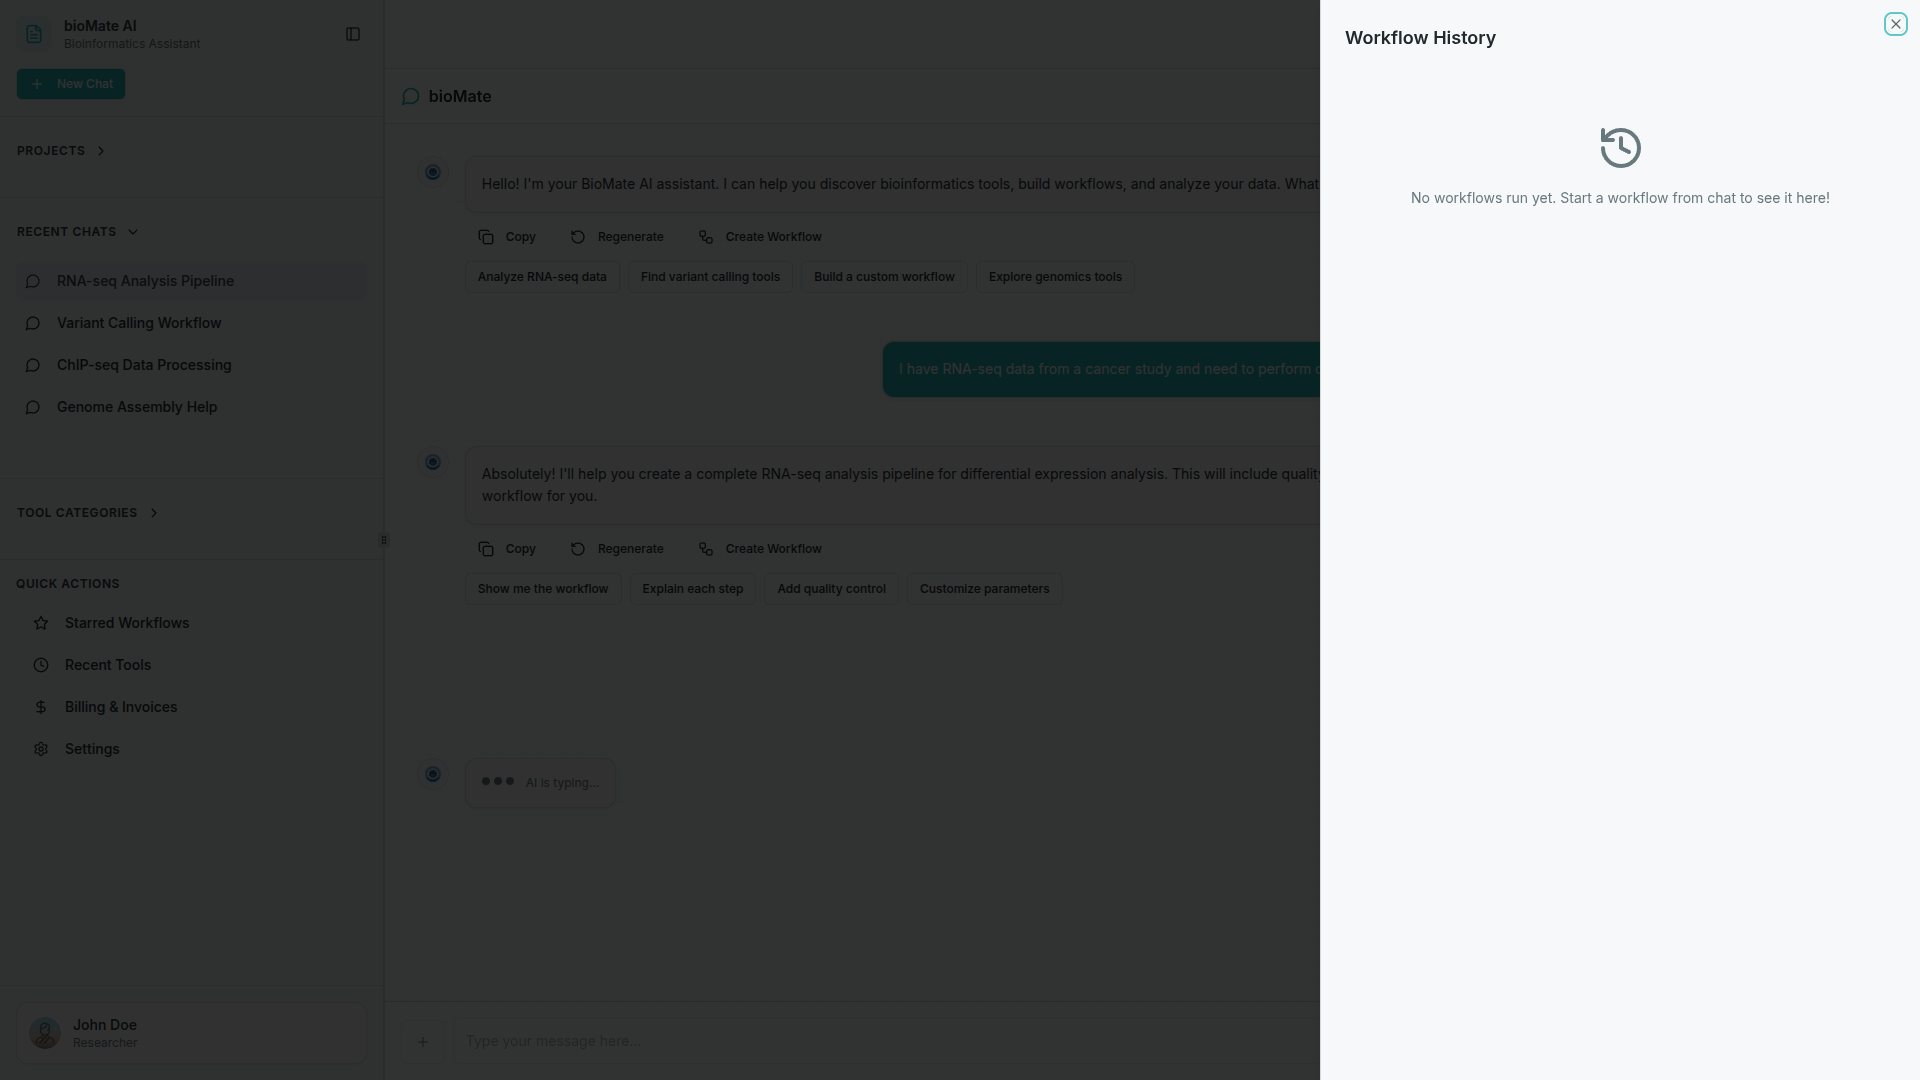 bioMate AI
Bioinformatics Assistant
New Chat
PROJECTS
RECENT CHATS
RNA-seq Analysis Pipeline
Variant Calling Workflow
ChIP-seq Data Processing
Genome Assembly Help
TOOL CATEGORIES
QUICK ACTIONS
Starred Workflows
Recent Tools
Billing & Invoices
Settings
John Doe
Researcher
bioMate
Hello! I'm your BioMate AI assistant. I can help you discover bioinformatics tools, build workflows, and analyze your data. What
Copy Regenerate Create Workflow
Analyze RNA-seq data Find variant calling tools Build a custom workflow Explore genomics tools
I have RNA-seq data from a cancer study and need to perform
Absolutely! I'll help you create a complete RNA-seq analysis pipeline for differential expression analysis. This will include quality
workflow for you.
Copy Regenerate Create Workflow
Show me the workflow Explain each step Add quality control Customize parameters
AI is typing...
Type your message here...
Workflow History
No workflows run yet. Start a workflow from chat to see it here!